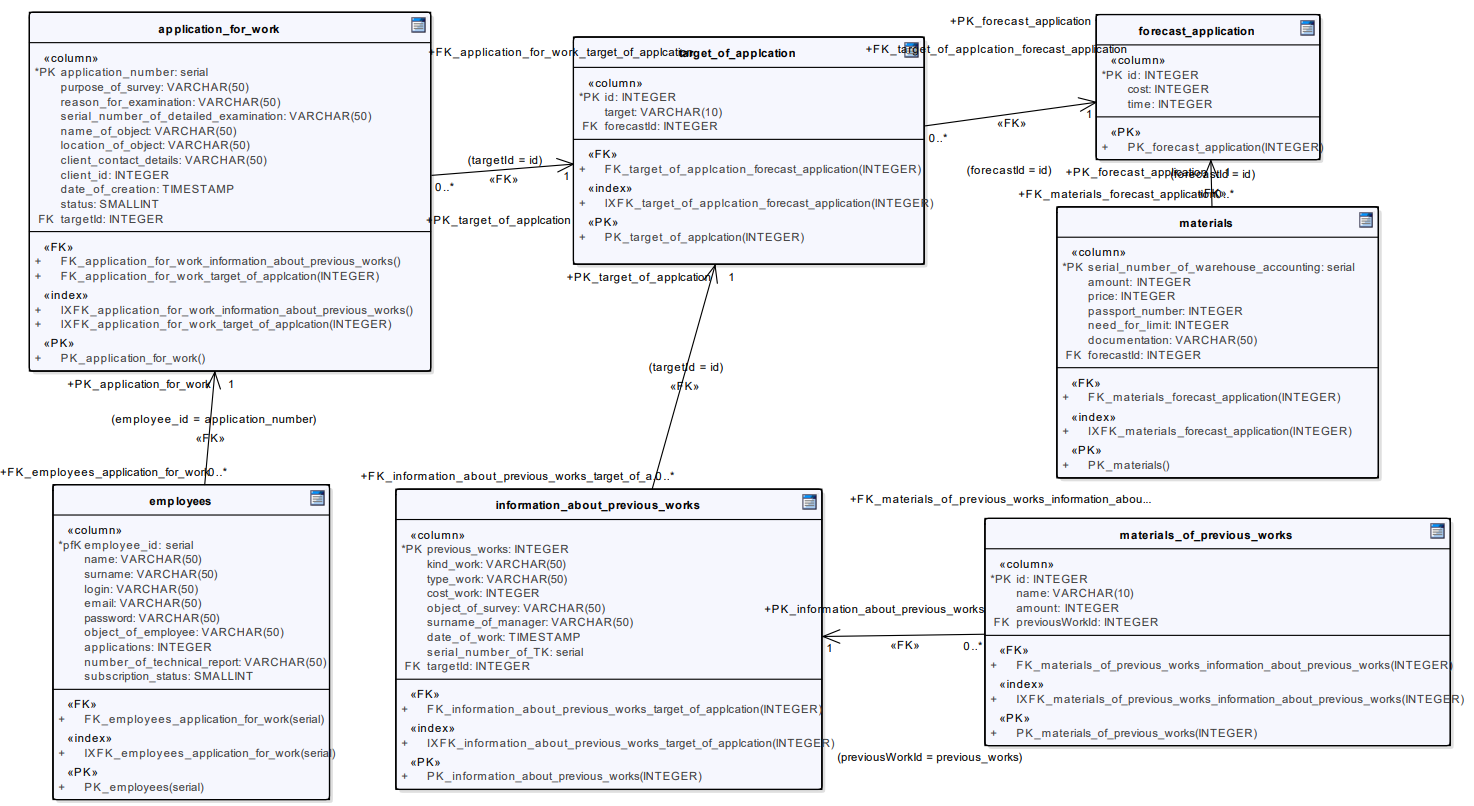 application_for_work
«column»
*PK application_number: serial
purpose_of_survey: VARCHAR(50)
reason_for_examination: VARCHAR(50)
serial_number_of_detailed_examination: VARCHAR(50)
name_of_object: VARCHAR(50)
location_of_object: VARCHAR(50)
client_contact_details: VARCHAR(50)
client_id: INTEGER
date_of_creation: TIMESTAMP
status: SMALLINT
FK targetId: INTEGER
«FK»
+ FK_application_for_work_information_about_previous_works()
+ FK_application_for_work_target_of_applcation(INTEGER)
«index»
+ IXFK_application_for_work_information_about_previous_works()
+ IXFK_application_for_work_target_of_applcation(INTEGER)
«PK»
+ PK_application_for_work()
+FK_application_for_work_target_of_applcation
(targetId = id)
«FK»
0..*
1
+PK_target_of_applcation
target_of_applcation
«column»
*PK id: INTEGER
target: VARCHAR(10)
FK forecastId: INTEGER
«FK»
+ FK_target_of_applcation_forecast_application(INTEGER)
«index»
+ IXFK_target_of_applcation_forecast_application(INTEGER)
«PK»
+ PK_target_of_applcation(INTEGER)
+PK_forecast_application
+FK_target_of_applcation_forecast_application
«FK»
0..*
1
(forecastId = id)
forecast_application
«column»
*PK id: INTEGER
cost: INTEGER
time: INTEGER
«PK»
+ PK_forecast_application(INTEGER)
+PK_forecast_application
1
(forecastId = id)
+FK_materials_forecast_application
«FK»
0..*
materials
«column»
*PK serial_number_of_warehouse_accounting: serial
amount: INTEGER
price: INTEGER
passport_number: INTEGER
need_for_limit: INTEGER
documentation: VARCHAR(50)
FK forecastId: INTEGER
«FK»
+ FK_materials_forecast_application(INTEGER)
«index»
+ IXFK_materials_forecast_application(INTEGER)
«PK»
+ PK_materials()
+PK_target_of_applcation
1
(targetId = id)
«FK»
+FK_information_about_previous_works_target_of_a...
0..*
+PK_application_for_work
1
(employee_id = application_number)
«FK»
+FK_employees_application_for_work
0..*
employees
«column»
*pfK employee_id: serial
name: VARCHAR(50)
surname: VARCHAR(50)
login: VARCHAR(50)
email: VARCHAR(50)
password: VARCHAR(50)
object_of_employee: VARCHAR(50)
applications: INTEGER
number_of_technical_report: VARCHAR(50)
subscription_status: SMALLINT
«FK»
+ FK_employees_application_for_work(serial)
«index»
+ IXFK_employees_application_for_work(serial)
«PK»
+ PK_employees(serial)
information_about_previous_works
«column»
*PK previous_works: INTEGER
kind_work: VARCHAR(50)
type_work: VARCHAR(50)
cost_work: INTEGER
object_of_survey: VARCHAR(50)
surname_of_manager: VARCHAR(50)
date_of_work: TIMESTAMP
serial_number_of_TK: serial
FK targetId: INTEGER
«FK»
+ FK_information_about_previous_works_target_of_applcation(INTEGER)
«index»
+ IXFK_information_about_previous_works_target_of_applcation(INTEGER)
«PK»
+ PK_information_about_previous_works(INTEGER)
+FK_materials_of_previous_works_information_abou...
+PK_information_about_previous_works
1
«FK»
0..*
(previousWorkId = previous_works)
materials_of_previous_works
«column»
*PK id: INTEGER
name: VARCHAR(10)
amount: INTEGER
FK previousWorkId: INTEGER
«FK»
+ FK_materials_of_previous_works_information_about_previous_works(INTEGER)
«index»
+ IXFK_materials_of_previous_works_information_about_previous_works(INTEGER)
«PK»
+ PK_materials_of_previous_works(INTEGER)